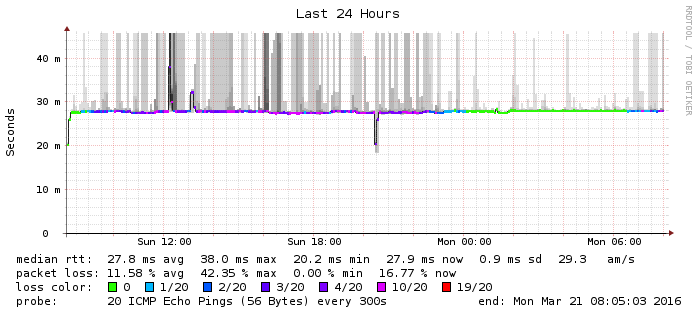 Last 24 Hours
RRDTOOL / TOBI OETIKER
Seconds
40 m
30 m
20 m
10 m
0
Sun 12:00 Sun 18:00 Mon 00:00 Mon 06:00
median rtt: 27.8 ms avg 38.0 ms max 20.2 ms min 27.9 ms now 0.9 ms sd 29.3 am/s
packet loss: 11.58 % avg 42.35 % max 0.00 % min 16.77 % now
loss color: 0 1/20 2/20 3/20 4/20 10/20 19/20
probe: 20 ICMP Echo Pings (56 Bytes) every 300s end: Mon Mar 21 08:05:03 2016